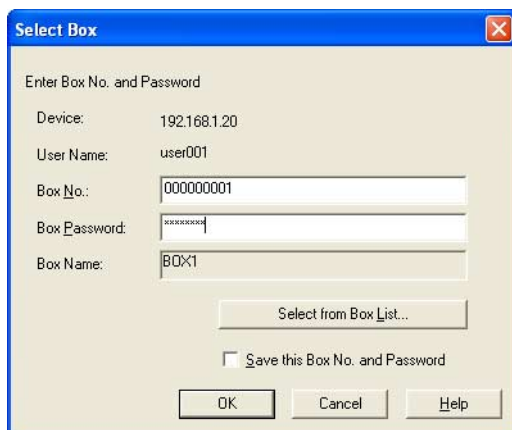 Select Box
Enter Box No. and Password
Device: 192.168.1.20
User Name: user001
Box No.: 000000001
Box Password: ********
Box Name: BOX1
Select from Box List...
Save this Box No. and Password
OK Cancel Help